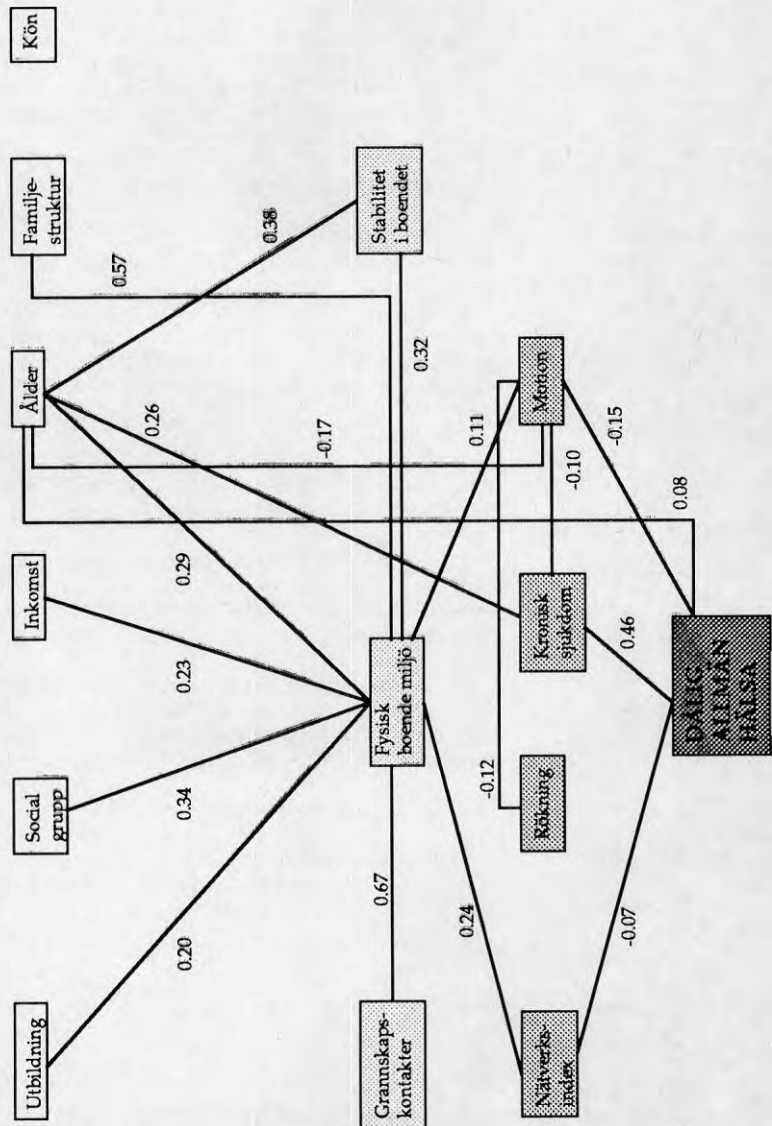 Utbildning
Social
grupp
Inkomst
Ålder
Familje-
struktur
Kön
0.20
0.34
0.23
0.29
0.26
-0.17
0.57
0.38
Grannskaps-
kontakter
0.67
Fysisk
boende miljö
0.32
Stabilitet
i boendet
0.24
-0.12
0.11
Nätverks-
index
Rökning
Kronisk
sjukdom
-0.10
Motion
-0.07
0.46
-0.15
0.08
DÅLIG
ALLMÄN
HÄLSA